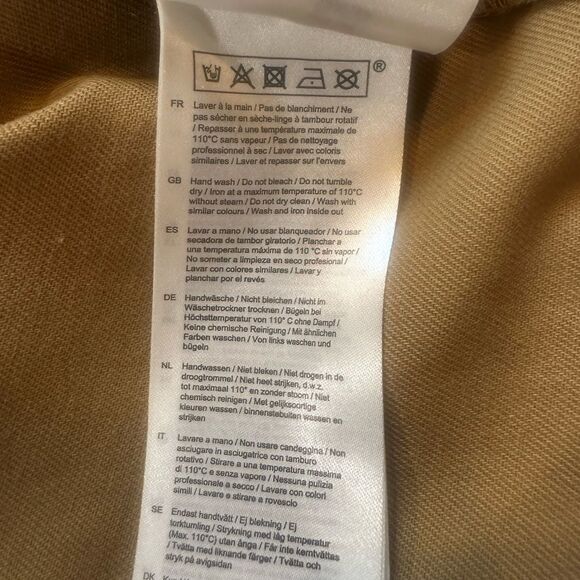 ®
FR Laver à la main / Pas de blanchiment / Ne
pas sécher en sèche-linge à tambour rotatif
/ Repasser à une température maximale de
110°C sans vapeur / Pas de nettoyage
professionnel à sec / Laver avec coloris
similaires / Laver et repasser sur l'envers
GB Hand wash / Do not bleach / Do not tumble
dry / Iron at a maximum temperature of 110°C
without steam / Do not dry clean / Wash with
similar colours / Wash and iron inside out
ES Lavar a mano / No usar blanqueador / No usar
secadora de tambor giratorio / Planchar a
una temperatura máxima de 110 °C sin vapor /
No someter a limpieza en seco profesional /
Lavar con colores similares / Lavar y
planchar por el revés
DE Handwäsche / Nicht bleichen / Nicht im
Wäschetrockner trocknen / Bügeln bei
Höchsttemperatur von 110° C ohne Dampf /
Keine chemische Reinigung / Mit ähnlichen
Farben waschen / Von links waschen und
bügeln
NL Handwassen / Niet bleken / Niet drogen in de
droogtrommel / Niet heet strijken, d.w.z.
tot maximaal 110° en zonder stoom / Niet
chemisch reinigen / Met gelijksoortige
kleuren wassen / binnenstebuiten wassen en
strijken
IT Lavare a mano / Non usare candeggina / Non
asciugare in asciugatrice con tamburo
rotativo / Stirare a una temperatura massima
di 110°C e senza vapore / Nessuna pulizia
professionale a secco / Lavare con colori
simili / Lavare e stirare a rovescio
SE Endast handtvätt / Ej blekning / Ej
torktumling / Strykning med låg temperatur
(Max. 110°C) utan ånga / Får inte kemtvättas
/ Tvätta med liknande färger / Tvätta och
stryk på avigsidan
DK